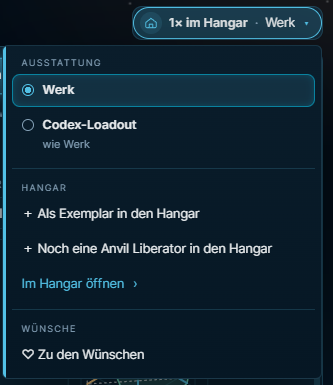 1× im Hangar · Werk
AUSSTATTUNG
Werk
Codex-Loadout
wie Werk
HANGAR
+ Als Exemplar in den Hangar
+ Noch eine Anvil Liberator in den Hangar
Im Hangar öffnen ›
WÜNSCHE
♡ Zu den Wünschen